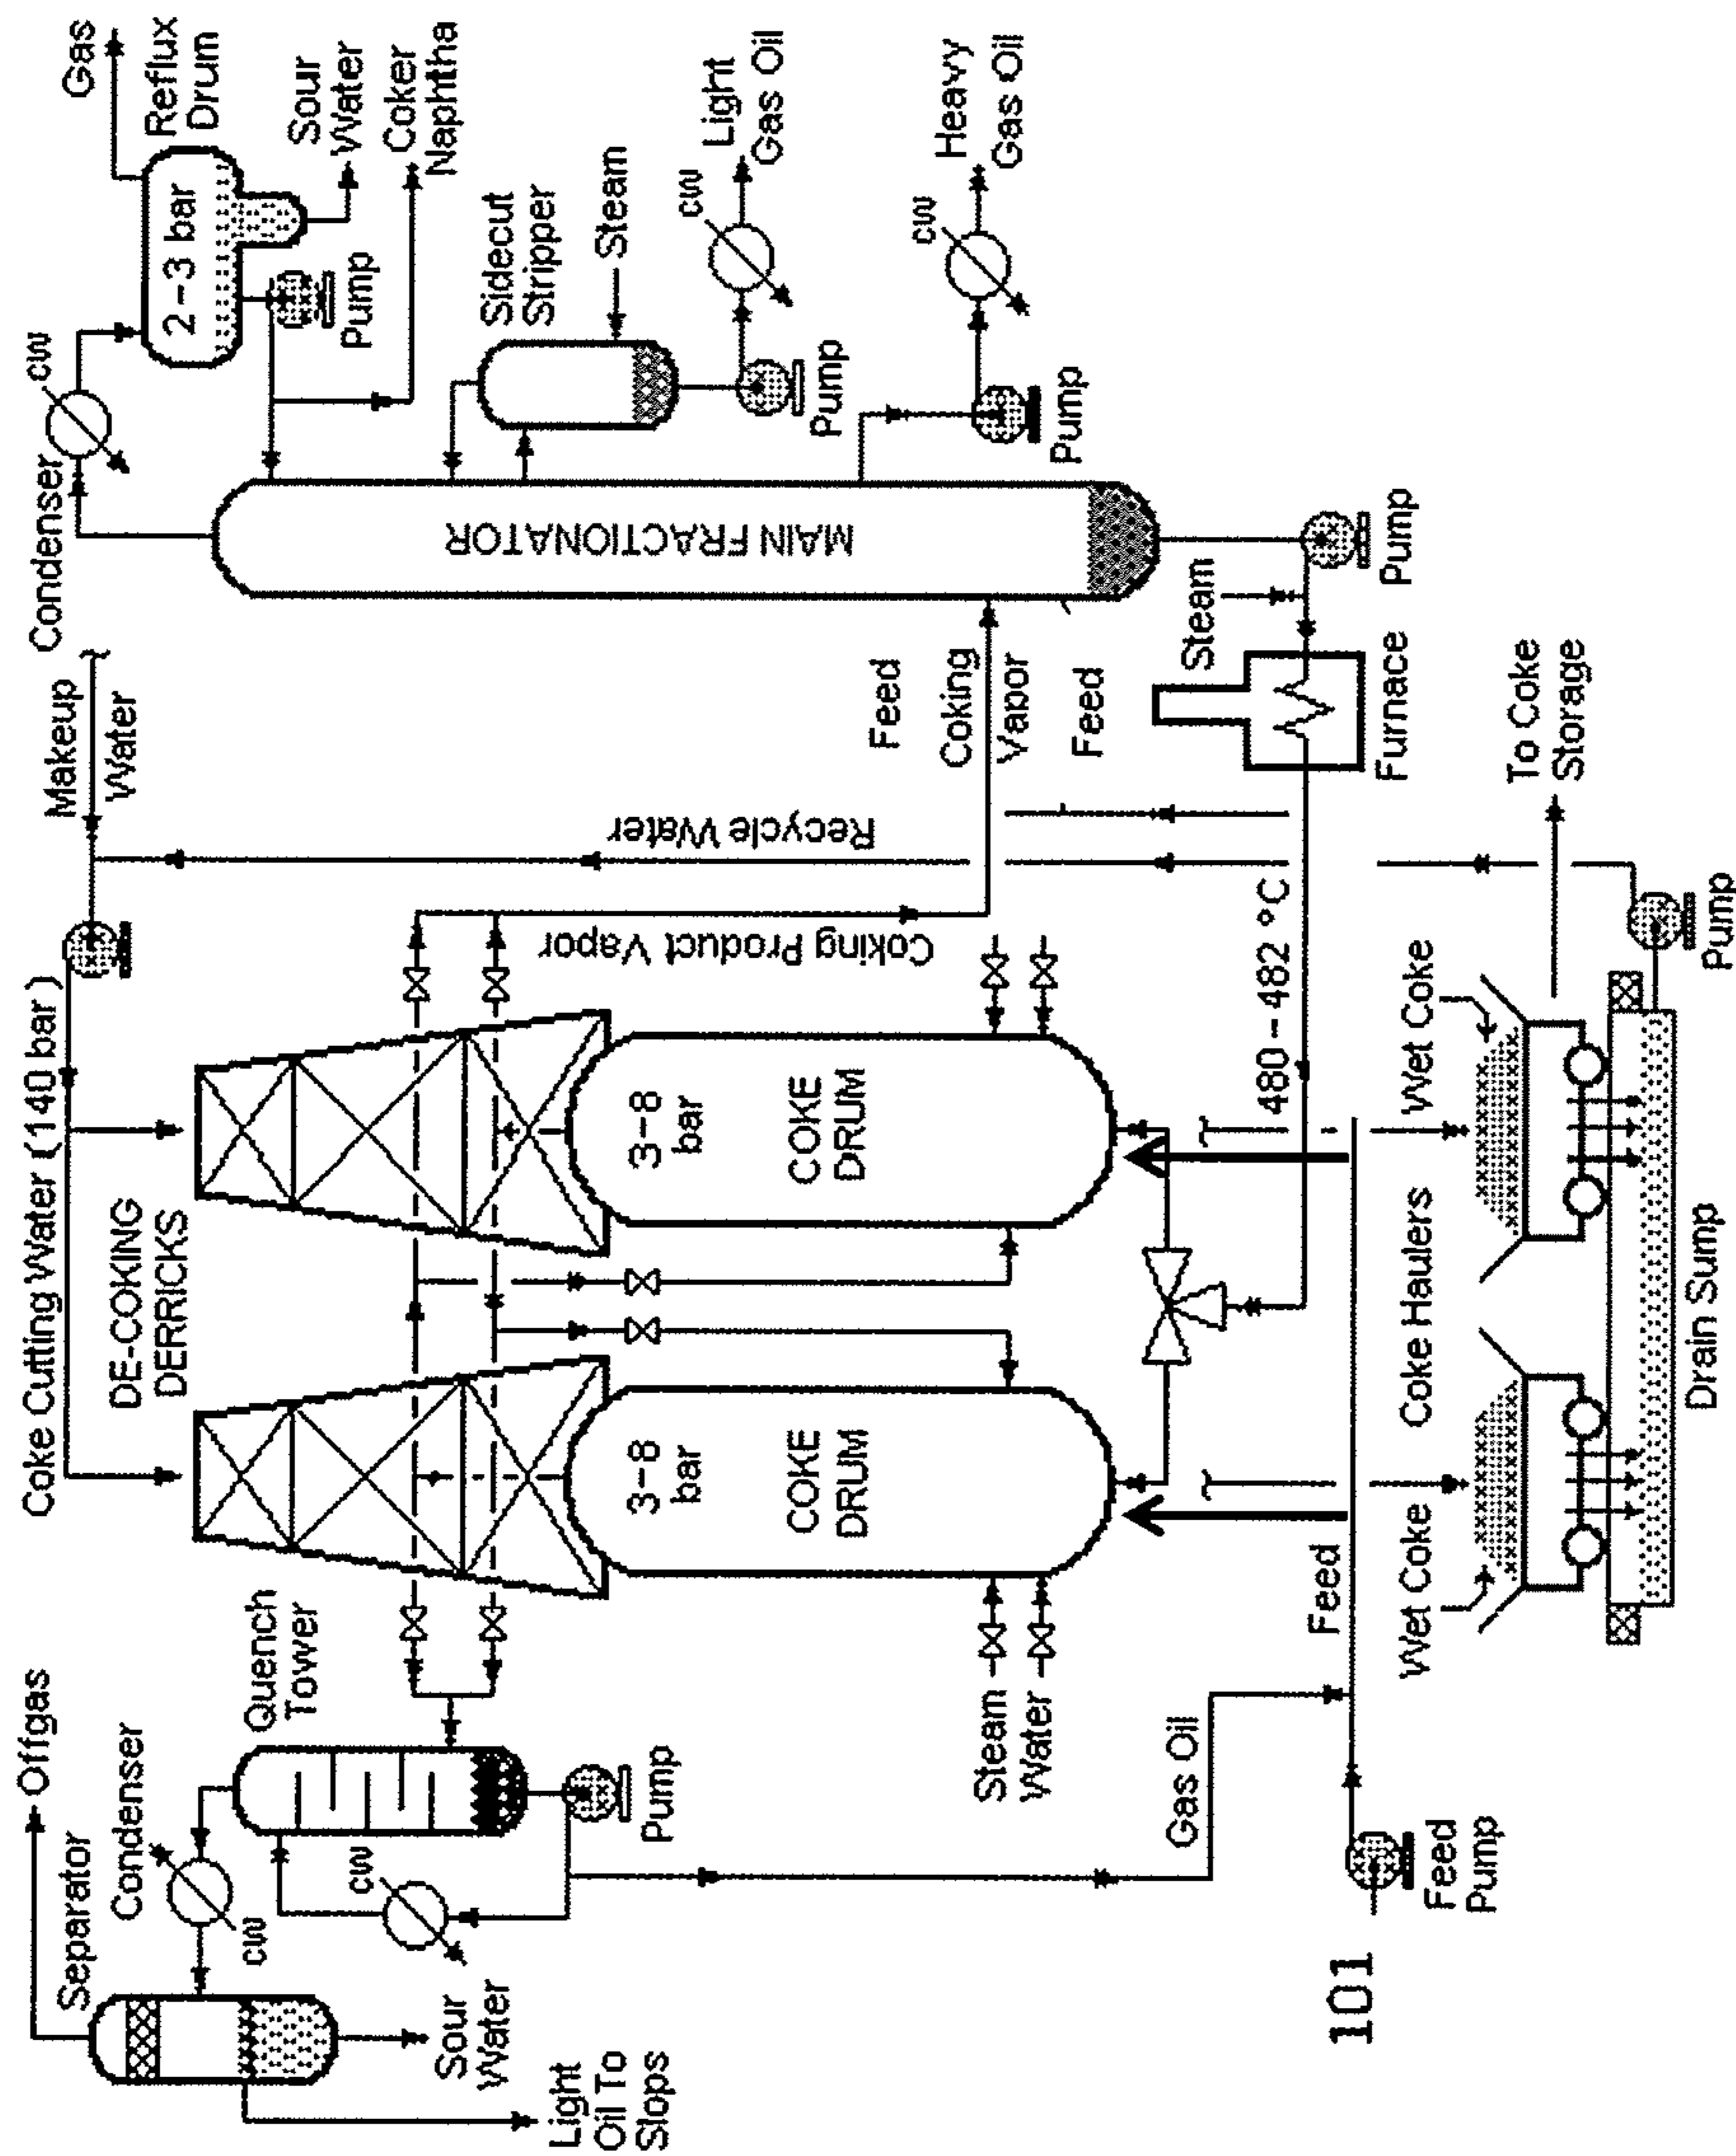 Gas
Reflux
Drum
2-3 bar
Sour
Water
Coker
Naphtha
Pump
CW
Condenser
Sidecut
Stripper
Steam
Light
Gas Oil
CW
Pump
Heavy
Gas Oil
CW
Pump
MAIN FRACTIONATOR
Pump
Steam
Furnace
Makeup
Water
Feed
Coking
Vapor
Feed
Recycle Water
Coking Product Vapor
480-482 °C
To Coke
Storage
Pump
Coke Cutting Water (140 bar)
DE-COKING
DERRICKS
3-8
bar
COKE
DRUM
3-8
bar
COKE
DRUM
Wet Coke
Coke Haulers
Wet Coke
Drain Sump
Feed
Steam
Water
Quench
Tower
Offgas
Condenser
CW
Separator
CW
Pump
Gas Oil
Sour
Water
Light
Oil To
Slops
Feed
Pump
101